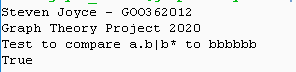 Steven Joyce - G00362012
Graph Theory Project 2020
Test to compare a.b|b* to bbbbbb
True